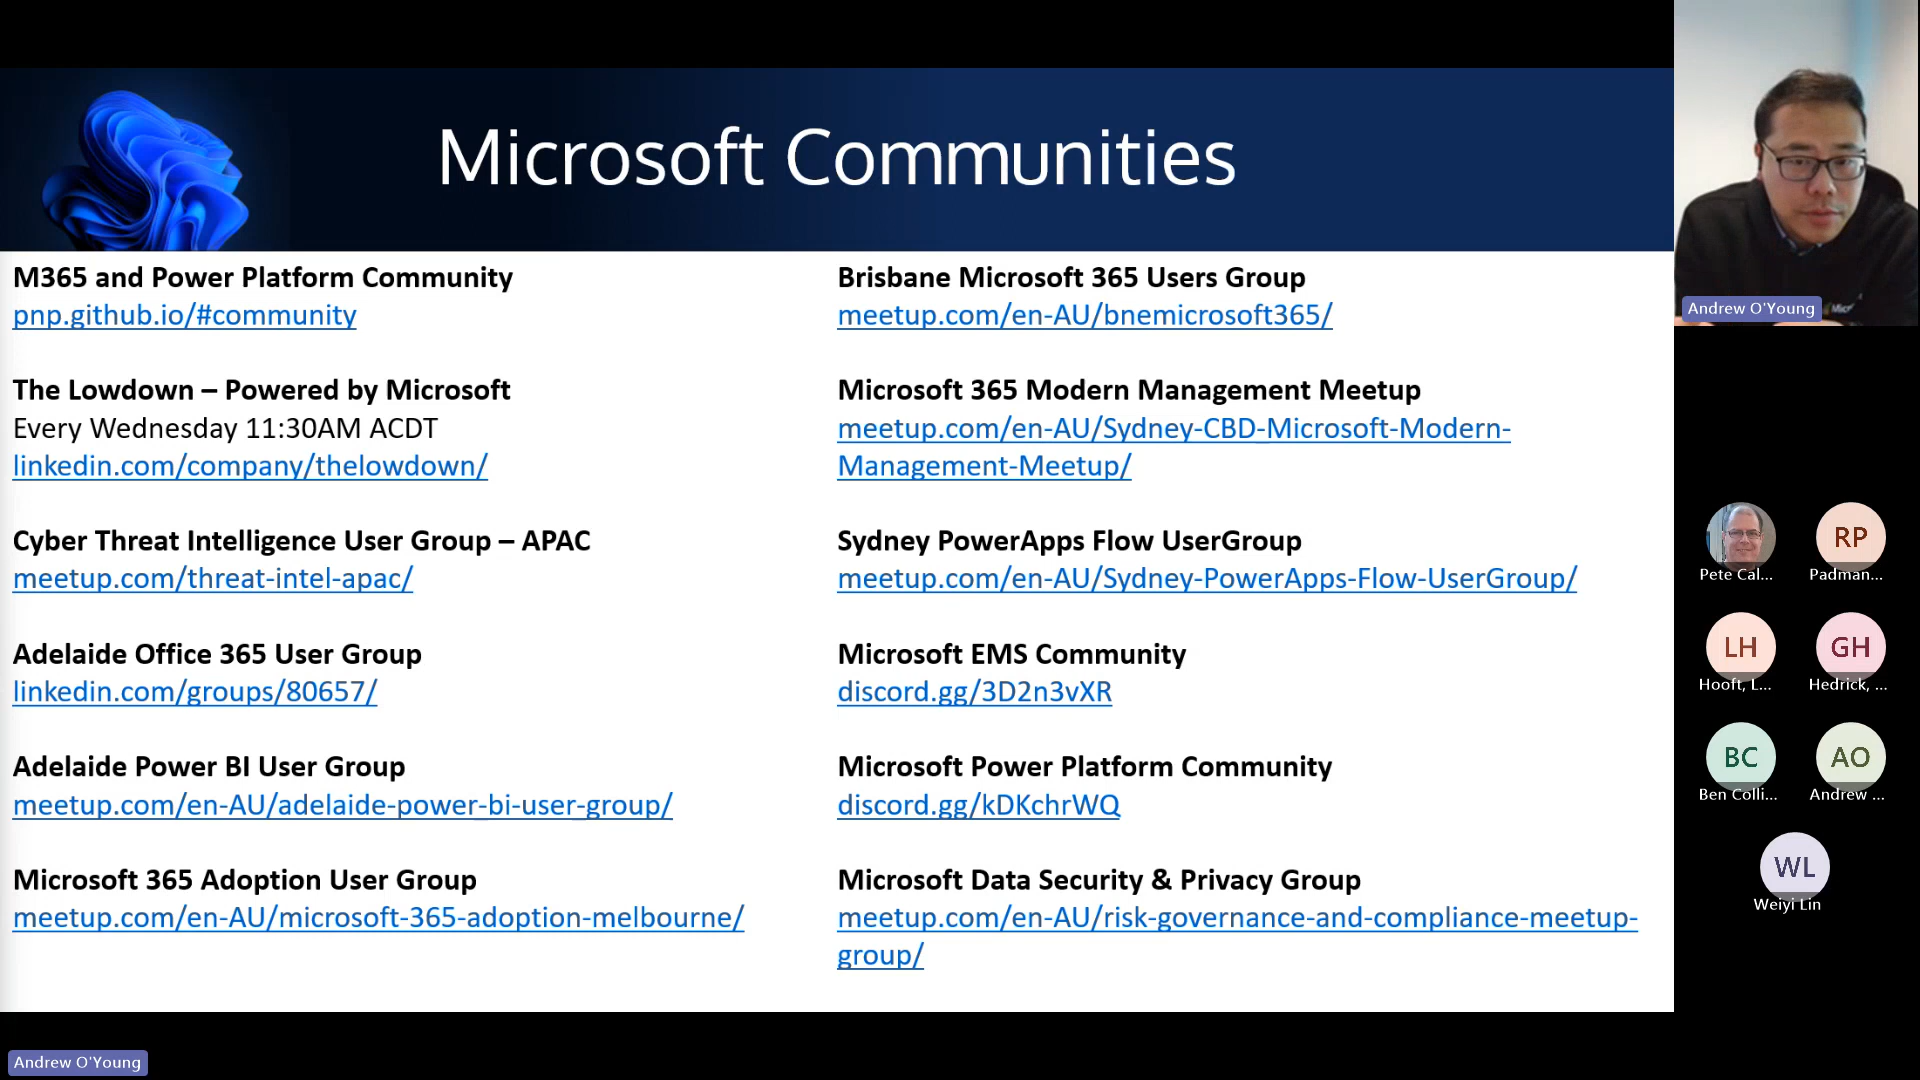 Microsoft Communities
M365 and Power Platform Community
pnp.github.io/#community
The Lowdown – Powered by Microsoft
Every Wednesday 11:30AM ACDT
linkedin.com/company/thelowdown/
Cyber Threat Intelligence User Group – APAC
meetup.com/threat-intel-apac/
Adelaide Office 365 User Group
linkedin.com/groups/80657/
Adelaide Power BI User Group
meetup.com/en-AU/adelaide-power-bi-user-group/
Microsoft 365 Adoption User Group
meetup.com/en-AU/microsoft-365-adoption-melbourne/
Brisbane Microsoft 365 Users Group
meetup.com/en-AU/bnemicrosoft365/
Microsoft 365 Modern Management Meetup
meetup.com/en-AU/Sydney-CBD-Microsoft-Modern-
Management-Meetup/
Sydney PowerApps Flow UserGroup
meetup.com/en-AU/Sydney-PowerApps-Flow-UserGroup/
Microsoft EMS Community
discord.gg/3D2n3vXR
Microsoft Power Platform Community
discord.gg/kDKchrWQ
Microsoft Data Security & Privacy Group
meetup.com/en-AU/risk-governance-and-compliance-meetup-
group/
Andrew O'Young
Pete Cal...
RP
Padman...
LH
Hooft, L...
GH
Hedrick, ...
BC
Ben Colli...
AO
Andrew ...
WL
Weiyi Lin
Andrew O'Young